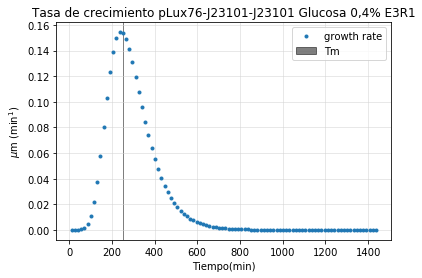 Tasa de crecimiento pLux76-J23101-J23101 Glucosa 0,4% E3R1
growth rate
Tm
0.16
0.14
0.12
0.10
0.08
0.06
0.04
0.02
0.00
μm (min¹)
0 200 400 600 800 1000 1200 1400
Tiempo(min)